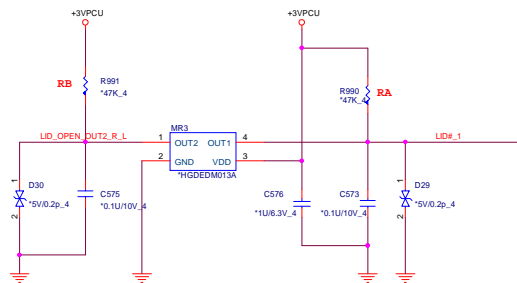 +3VPCU
+3VPCU
RB
R991
*47K_4
R990
*47K_4
RA
LID_OPEN_OUT2_R_L
LID#_1
MR3
1
OUT2
OUT1
4
2
GND
VDD
3
*HGDEDM013A
1
D30
2
*5V/0.2p_4
C575
*0.1U/10V_4
C576
*1U/6.3V_4
C573
*0.1U/10V_4
1
D29
2
*5V/0.2p_4